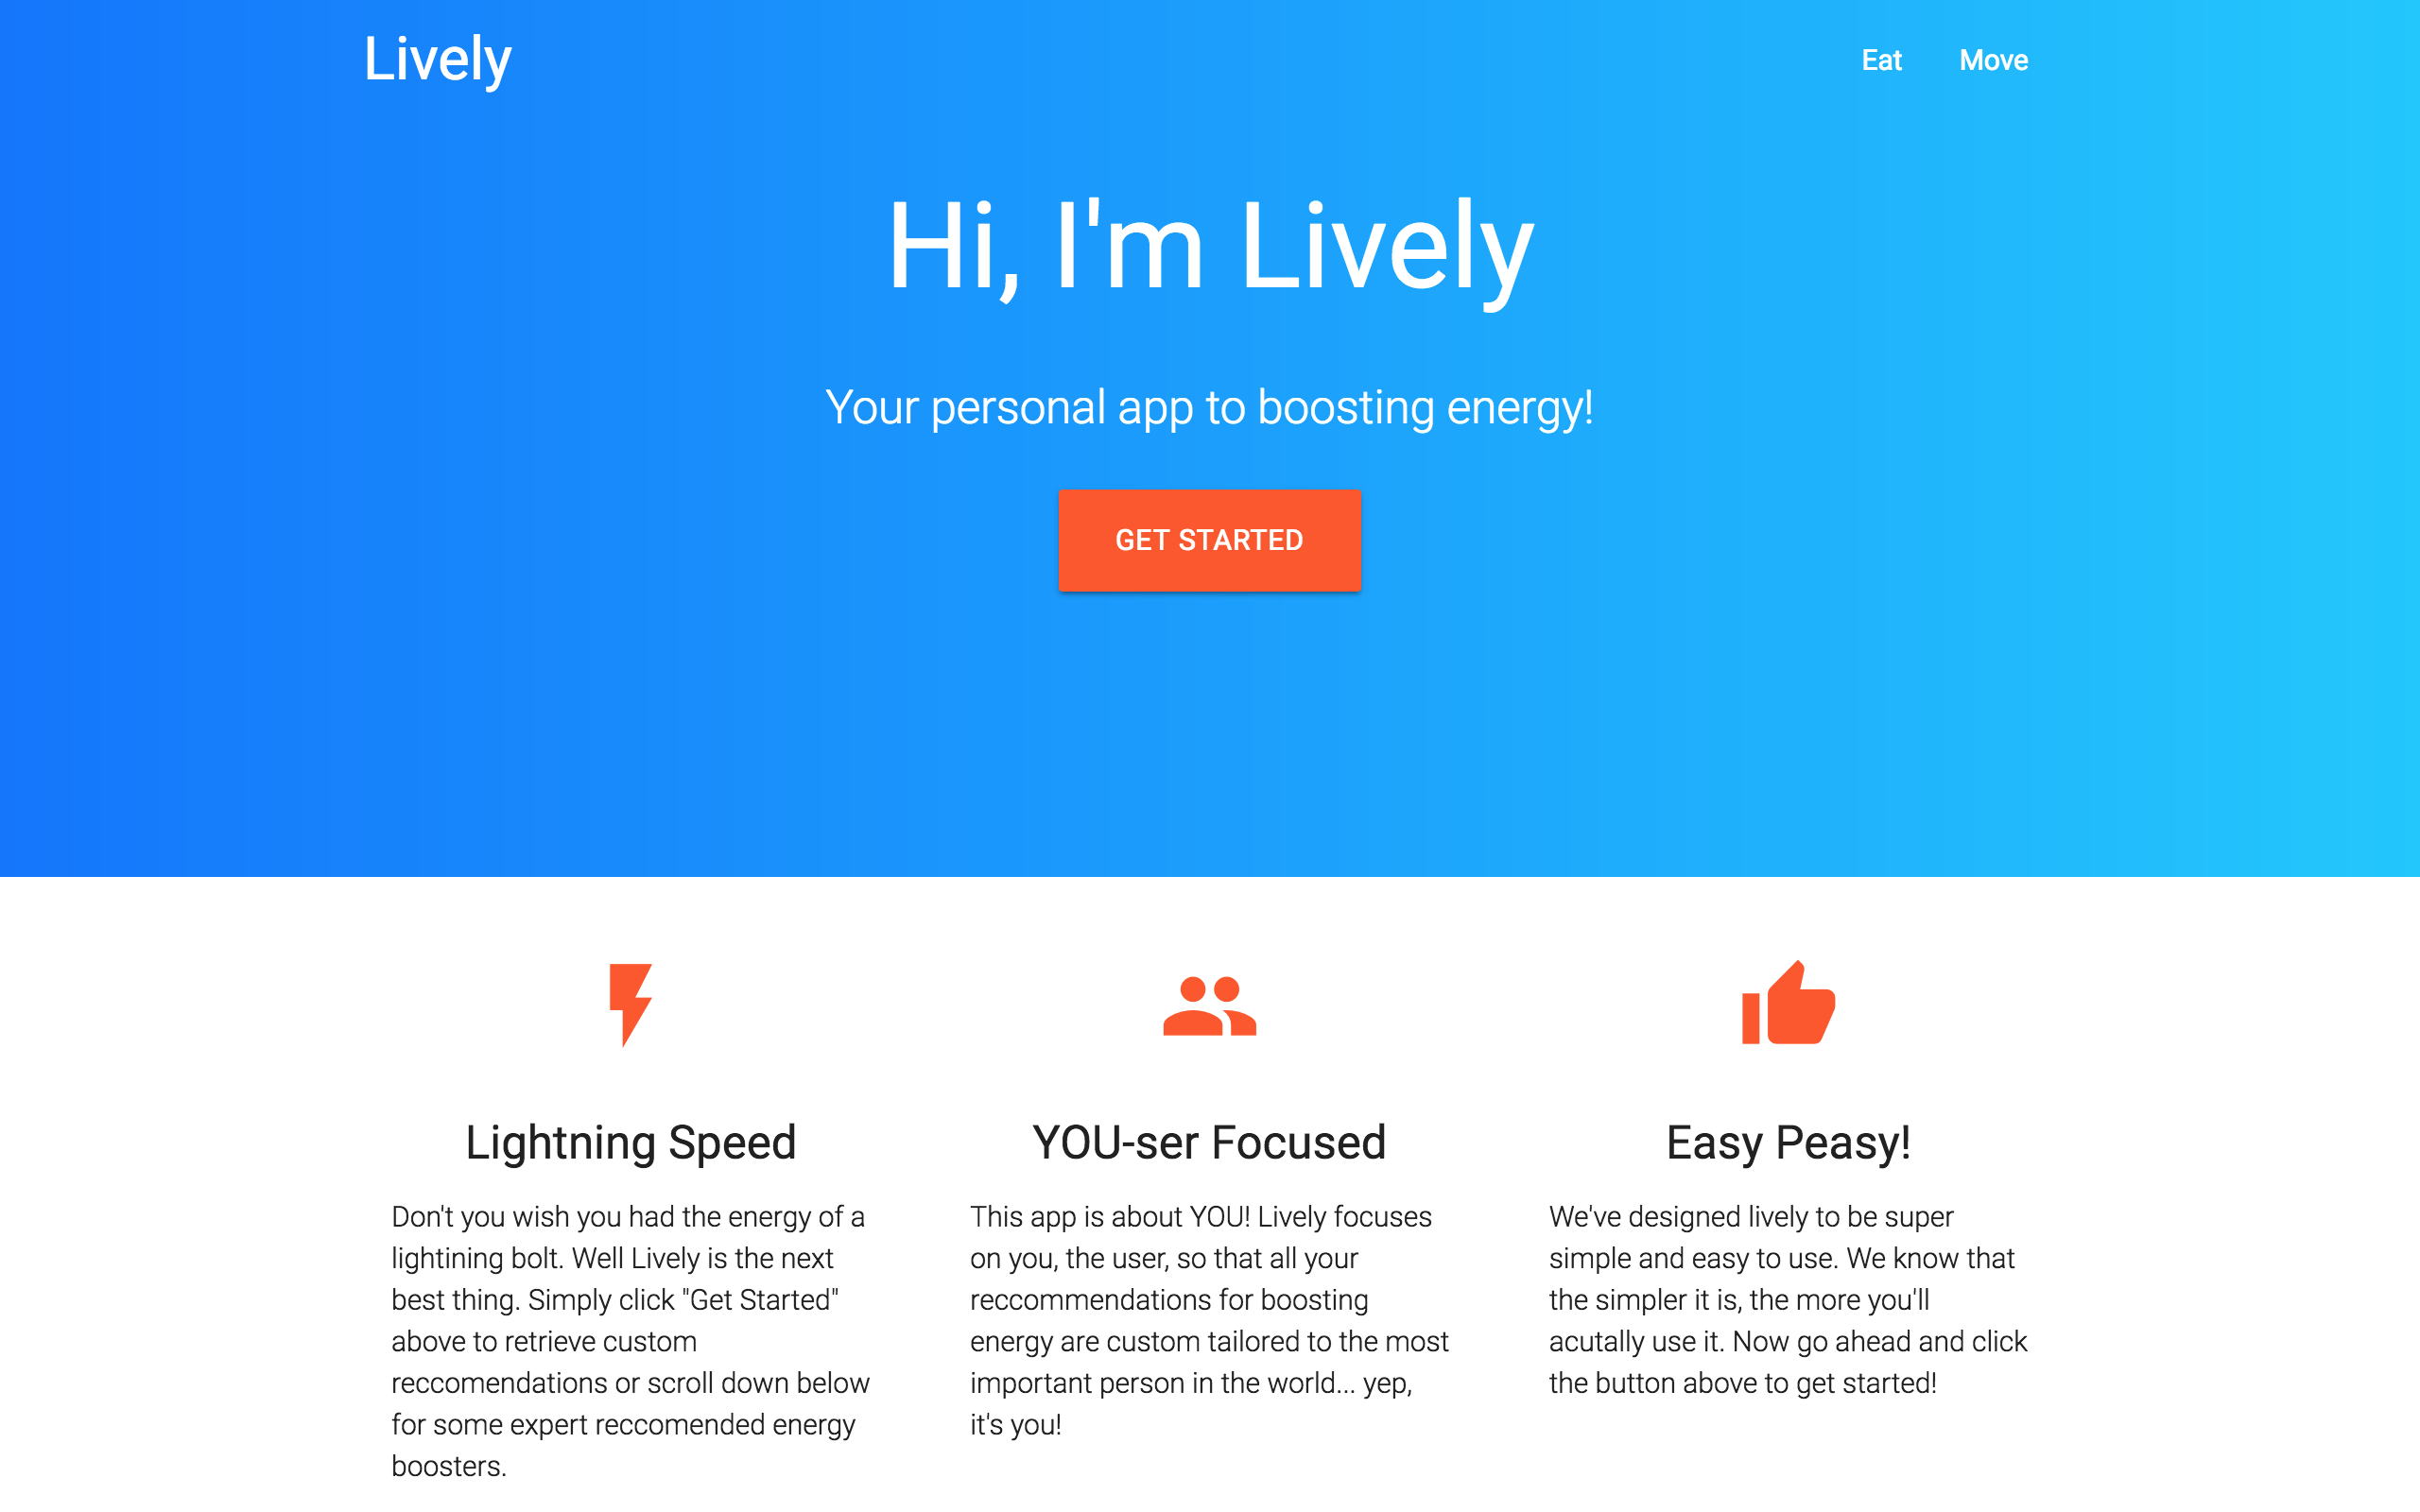 Lively
Eat
Move
Hi, I'm Lively
Your personal app to boosting energy!
GET STARTED
Lightning Speed
Don't you wish you had the energy of a
lightining bolt. Well Lively is the next
best thing. Simply click "Get Started"
above to retrieve custom
reccomendations or scroll down below
for some expert reccomended energy
boosters.
YOU-ser Focused
This app is about YOU! Lively focuses
on you, the user, so that all your
reccommendations for boosting
energy are custom tailored to the most
important person in the world... yep,
it's you!
Easy Peasy!
We've designed lively to be super
simple and easy to use. We know that
the simpler it is, the more you'll
acutally use it. Now go ahead and click
the button above to get started!